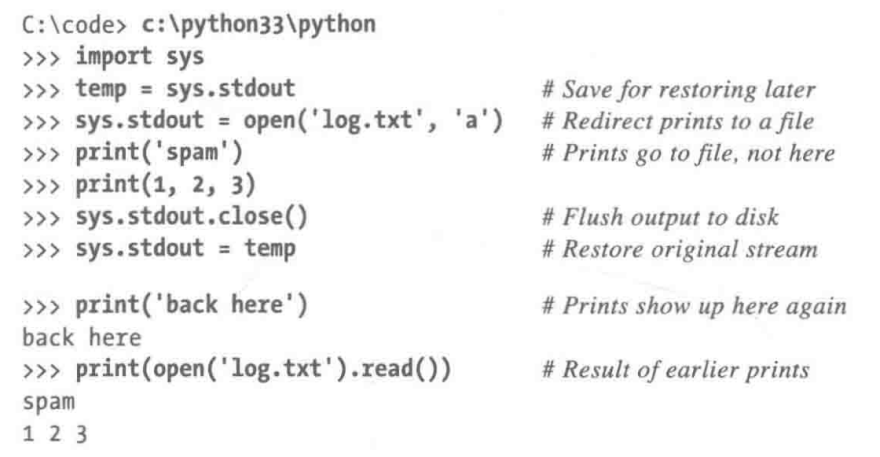 C:\code> c:\python33\python
>>> import sys
>>> temp = sys.stdout # Save for restoring later
>>> sys.stdout = open('log.txt', 'a') # Redirect prints to a file
>>> print('spam') # Prints go to file, not here
>>> print(1, 2, 3)
>>> sys.stdout.close() # Flush output to disk
>>> sys.stdout = temp # Restore original stream
>>> print('back here') # Prints show up here again
back here
>>> print(open('log.txt').read()) # Result of earlier prints
spam
1 2 3